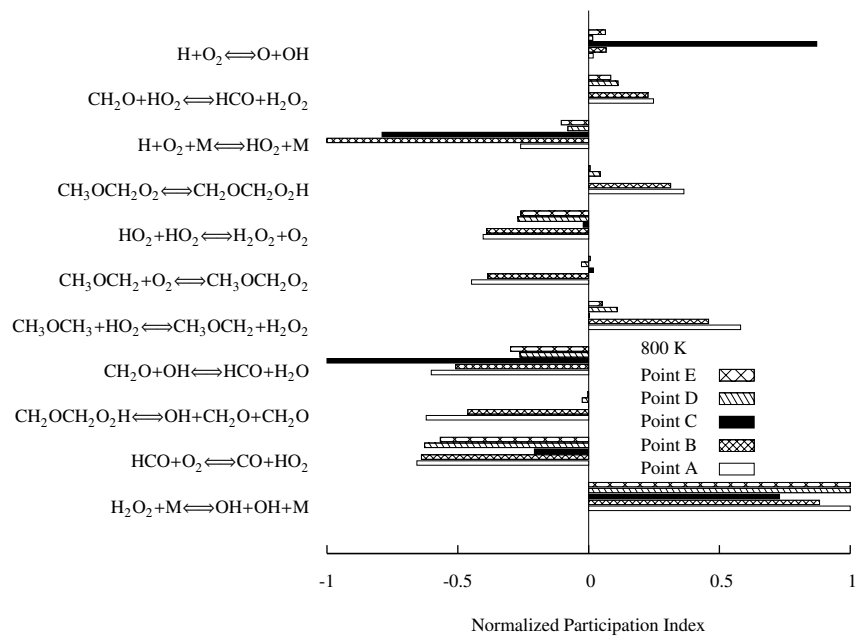 H+O₂⟺O+OH
CH₂O+HO₂⟺HCO+H₂O₂
H+O₂+M⟺HO₂+M
CH₃OCH₂O₂⟺CH₂OCH₂O₂H
HO₂+HO₂⟺H₂O₂+O₂
CH₃OCH₂+O₂⟺CH₃OCH₂O₂
CH₃OCH₃+HO₂⟺CH₃OCH₂+H₂O₂
CH₂O+OH⟺HCO+H₂O
CH₂OCH₂O₂H⟺OH+CH₂O+CH₂O
HCO+O₂⟺CO+HO₂
H₂O₂+M⟺OH+OH+M
800 K
Point E
Point D
Point C
Point B
Point A
-1 -0.5 0 0.5 1
Normalized Participation Index